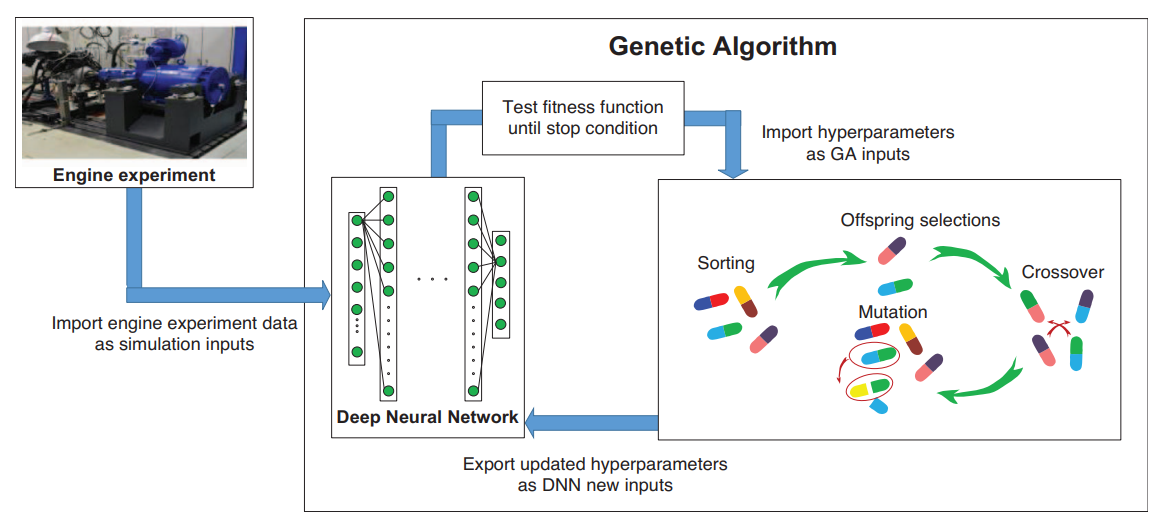 Genetic Algorithm
Engine experiment
Test fitness function
until stop condition
Import hyperparameters
as GA inputs
Import engine experiment data
as simulation inputs
Deep Neural Network
Sorting
Offspring selections
Crossover
Mutation
Export updated hyperparameters
as DNN new inputs